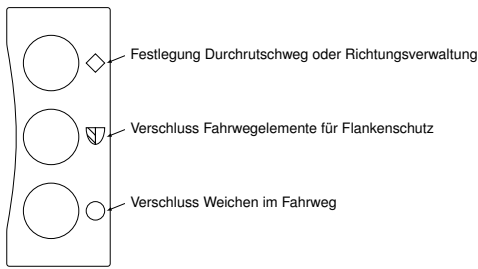 Festlegung Durchrutschweg oder Richtungsverwaltung
Verschluss Fahrwegelemente für Flankenschutz
Verschluss Weichen im Fahrweg